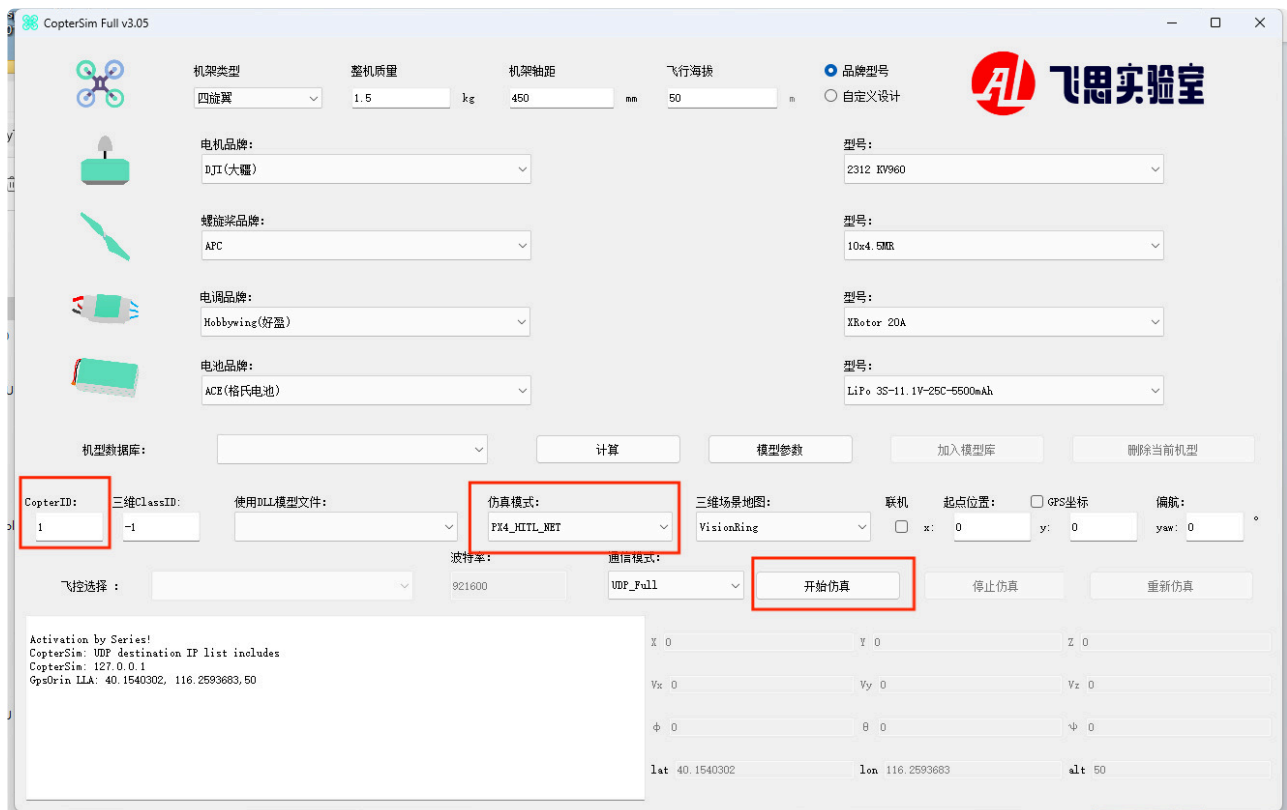 CopterSim Full v3.05
机架类型 整机质量 机架轴距 飞行海拔 品牌型号
四旋翼 1.5 kg 450 mm 50 m 自定义设计
飞思实验室
电机品牌: 型号:
DJI(大疆) 2312 KV960
螺旋桨品牌: 型号:
APC 10x4.5MR
电调品牌: 型号:
Hobbywing(好盈) XRotor 20A
电池品牌: 型号:
ACE(格氏电池) LiPo 3S-11.1V-25C-5500mAh
机型数据库: 计算 模型参数 加入模型库 删除当前机型
CopterID: 三维ClassID: 使用DLL模型文件: 仿真模式: 三维场景地图: 联机 起点位置: GPS坐标 偏航:
1 -1 PX4_HITL_NET VisionRing x: 0 y: 0 yaw: 0 °
波特率: 通信模式:
飞控选择 : 921600 UDP_Full 开始仿真 停止仿真 重新仿真
Activation by Series!
CopterSim: UDP destination IP list includes
CopterSim: 127.0.0.1
GpsOrin LLA: 40.1540302, 116.2593683,50
X 0 Y 0 Z 0
Vx 0 Vy 0 Vz 0
ϕ 0 θ 0 ψ 0
lat 40.1540302 lon 116.2593683 alt 50